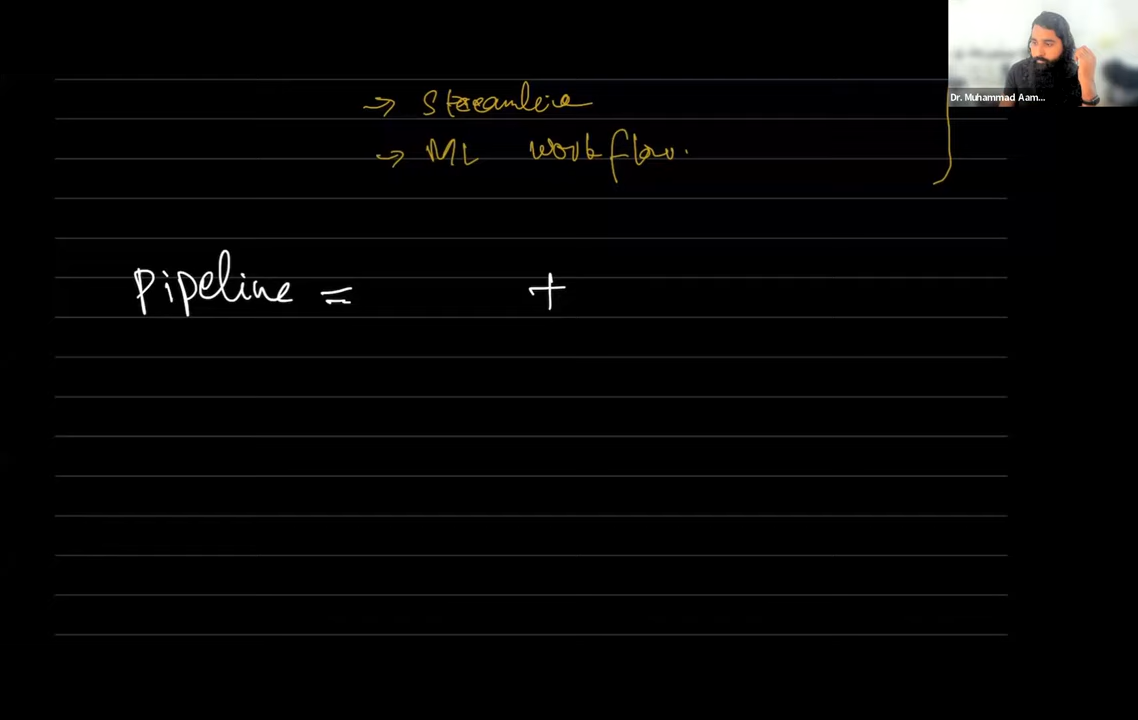 Dr. Muhammad Aam...
→ Streamline
→ ML workflow.
Pipeline = +